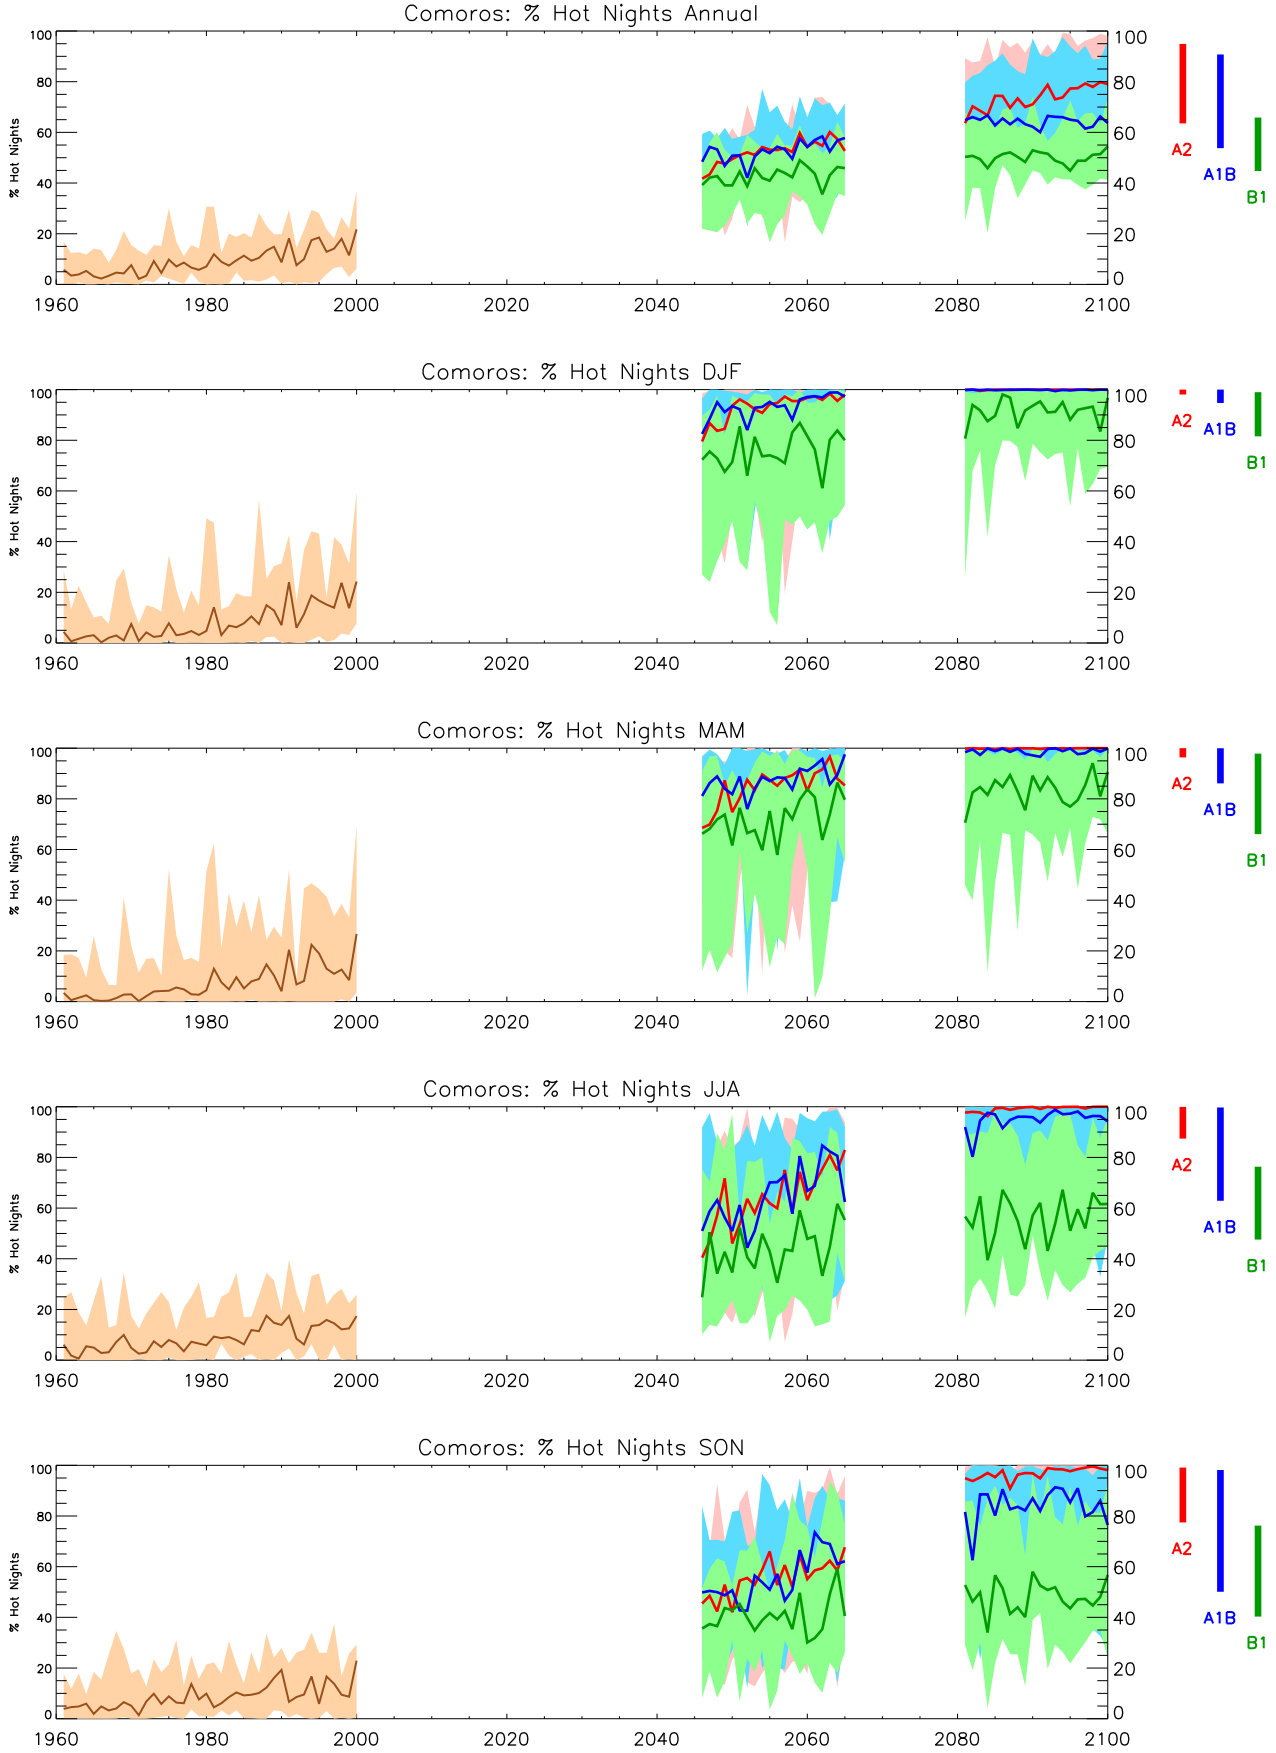 Comoros: % Hot Nights Annual
% Hot Nights
100 80 60 40 20 0
100 80 60 40 20 0
A2 A1B B1
1960 1980 2000 2020 2040 2060 2080 2100
Comoros: % Hot Nights DJF
% Hot Nights
100 80 60 40 20 0
100 80 60 40 20 0
A2 A1B B1
1960 1980 2000 2020 2040 2060 2080 2100
Comoros: % Hot Nights MAM
% Hot Nights
100 80 60 40 20 0
100 80 60 40 20 0
A2 A1B B1
1960 1980 2000 2020 2040 2060 2080 2100
Comoros: % Hot Nights JJA
% Hot Nights
100 80 60 40 20 0
100 80 60 40 20 0
A2 A1B B1
1960 1980 2000 2020 2040 2060 2080 2100
Comoros: % Hot Nights SON
% Hot Nights
100 80 60 40 20 0
100 80 60 40 20 0
A2 A1B B1
1960 1980 2000 2020 2040 2060 2080 2100